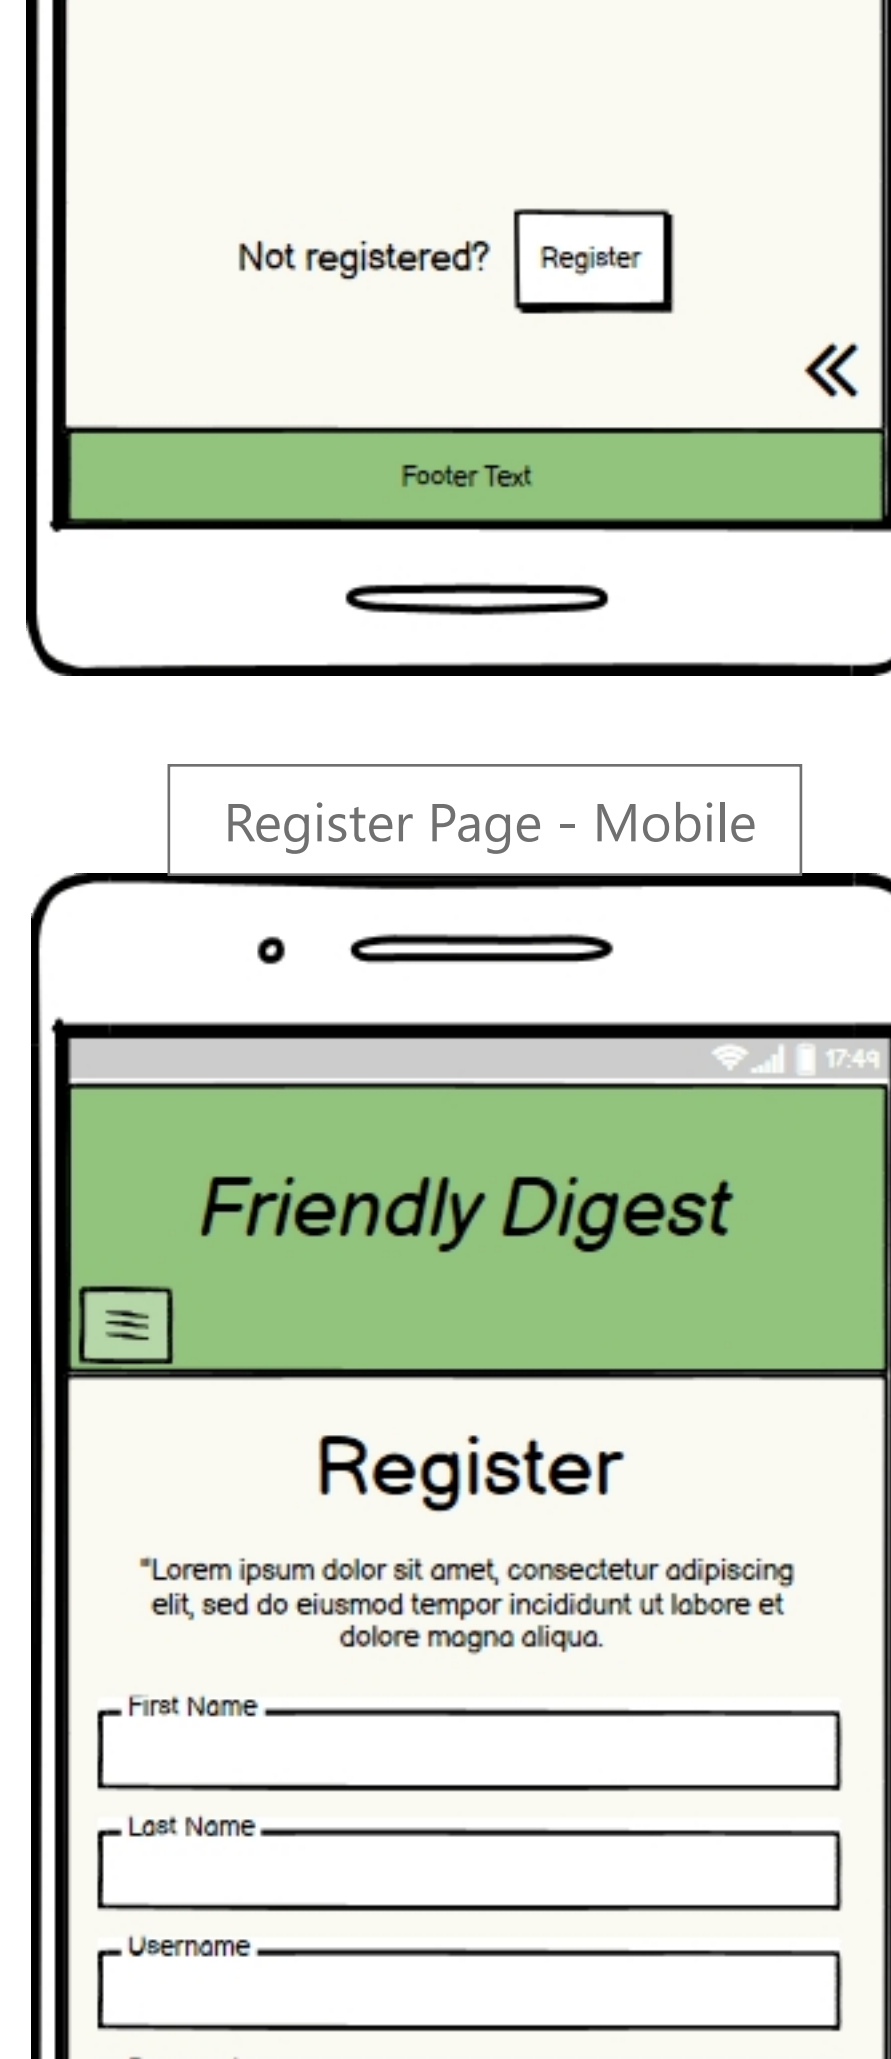 Not registered? Register
Footer Text
Register Page - Mobile
17:49
Friendly Digest
Register
"Lorem ipsum dolor sit amet, consectetur adipiscing
elit, sed do eiusmod tempor incididunt ut labore et
dolore magna aliqua.
First Name
Last Name
Username